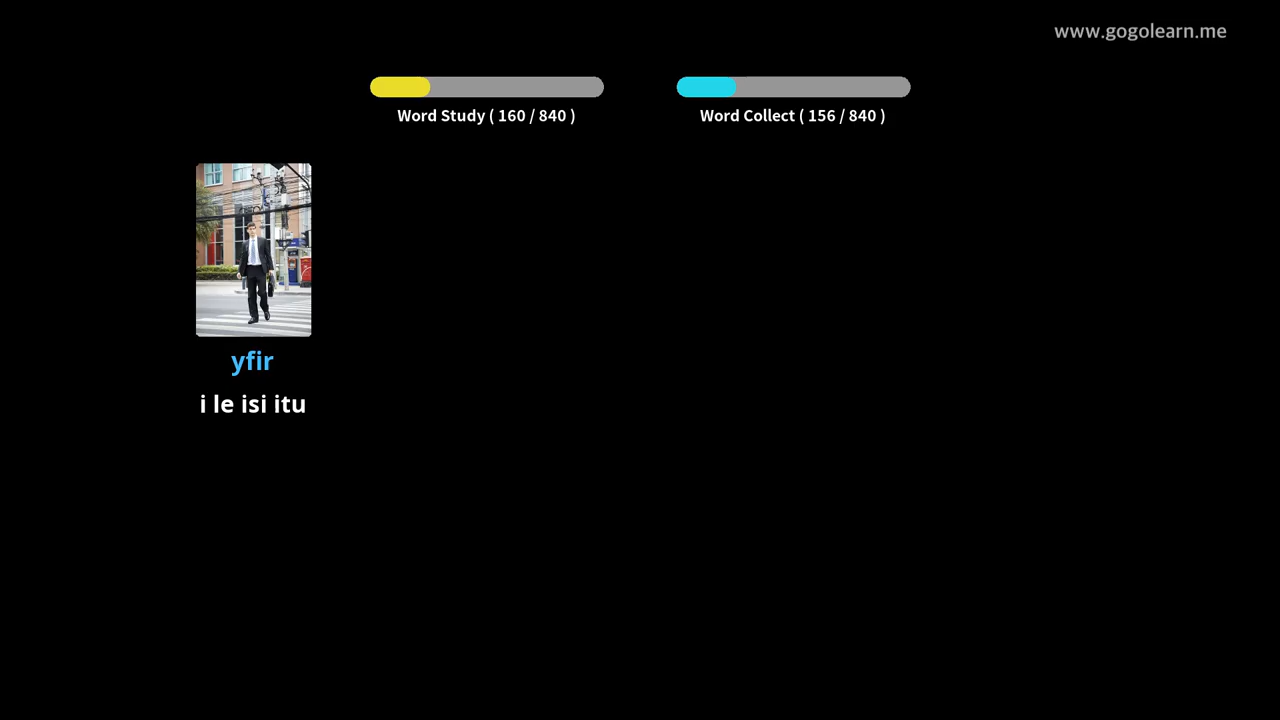 www.gogolearn.me
Word Study ( 160 / 840 )
Word Collect ( 156 / 840 )
yfir
i le isi itu